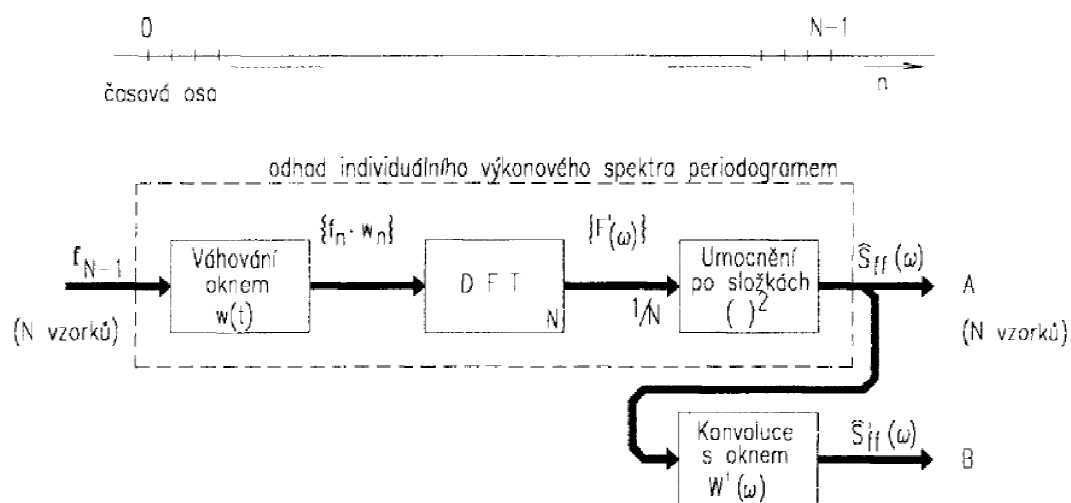 0 N-1
n
časová osa
odhad individuálního výkonového spektra periodogramem
f_{N-1}
(N vzorků)
Váhování
oknem
w(t)
{f_n · w_n}
D F T
N
{F'(ω)}
1/N
Umocnění
po složkách
( )²
Ŝ_ff(ω)
A
(N vzorků)
Konvoluce
s oknem
W'(ω)
Ŝ'_ff(ω)
B